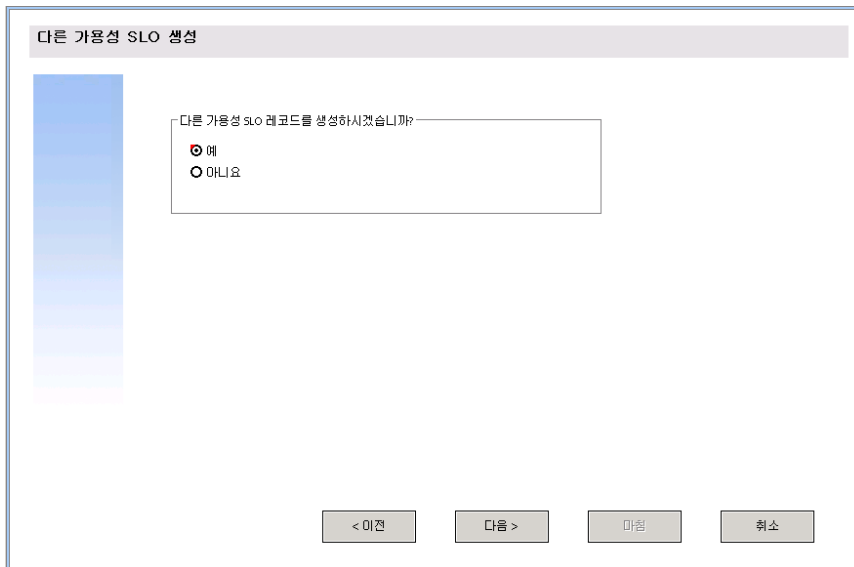 다른 가용성 SLO 생성
다른 가용성 SLO 레코드를 생성하시겠습니까?
예
아니요
< 이전
다음 >
마침
취소